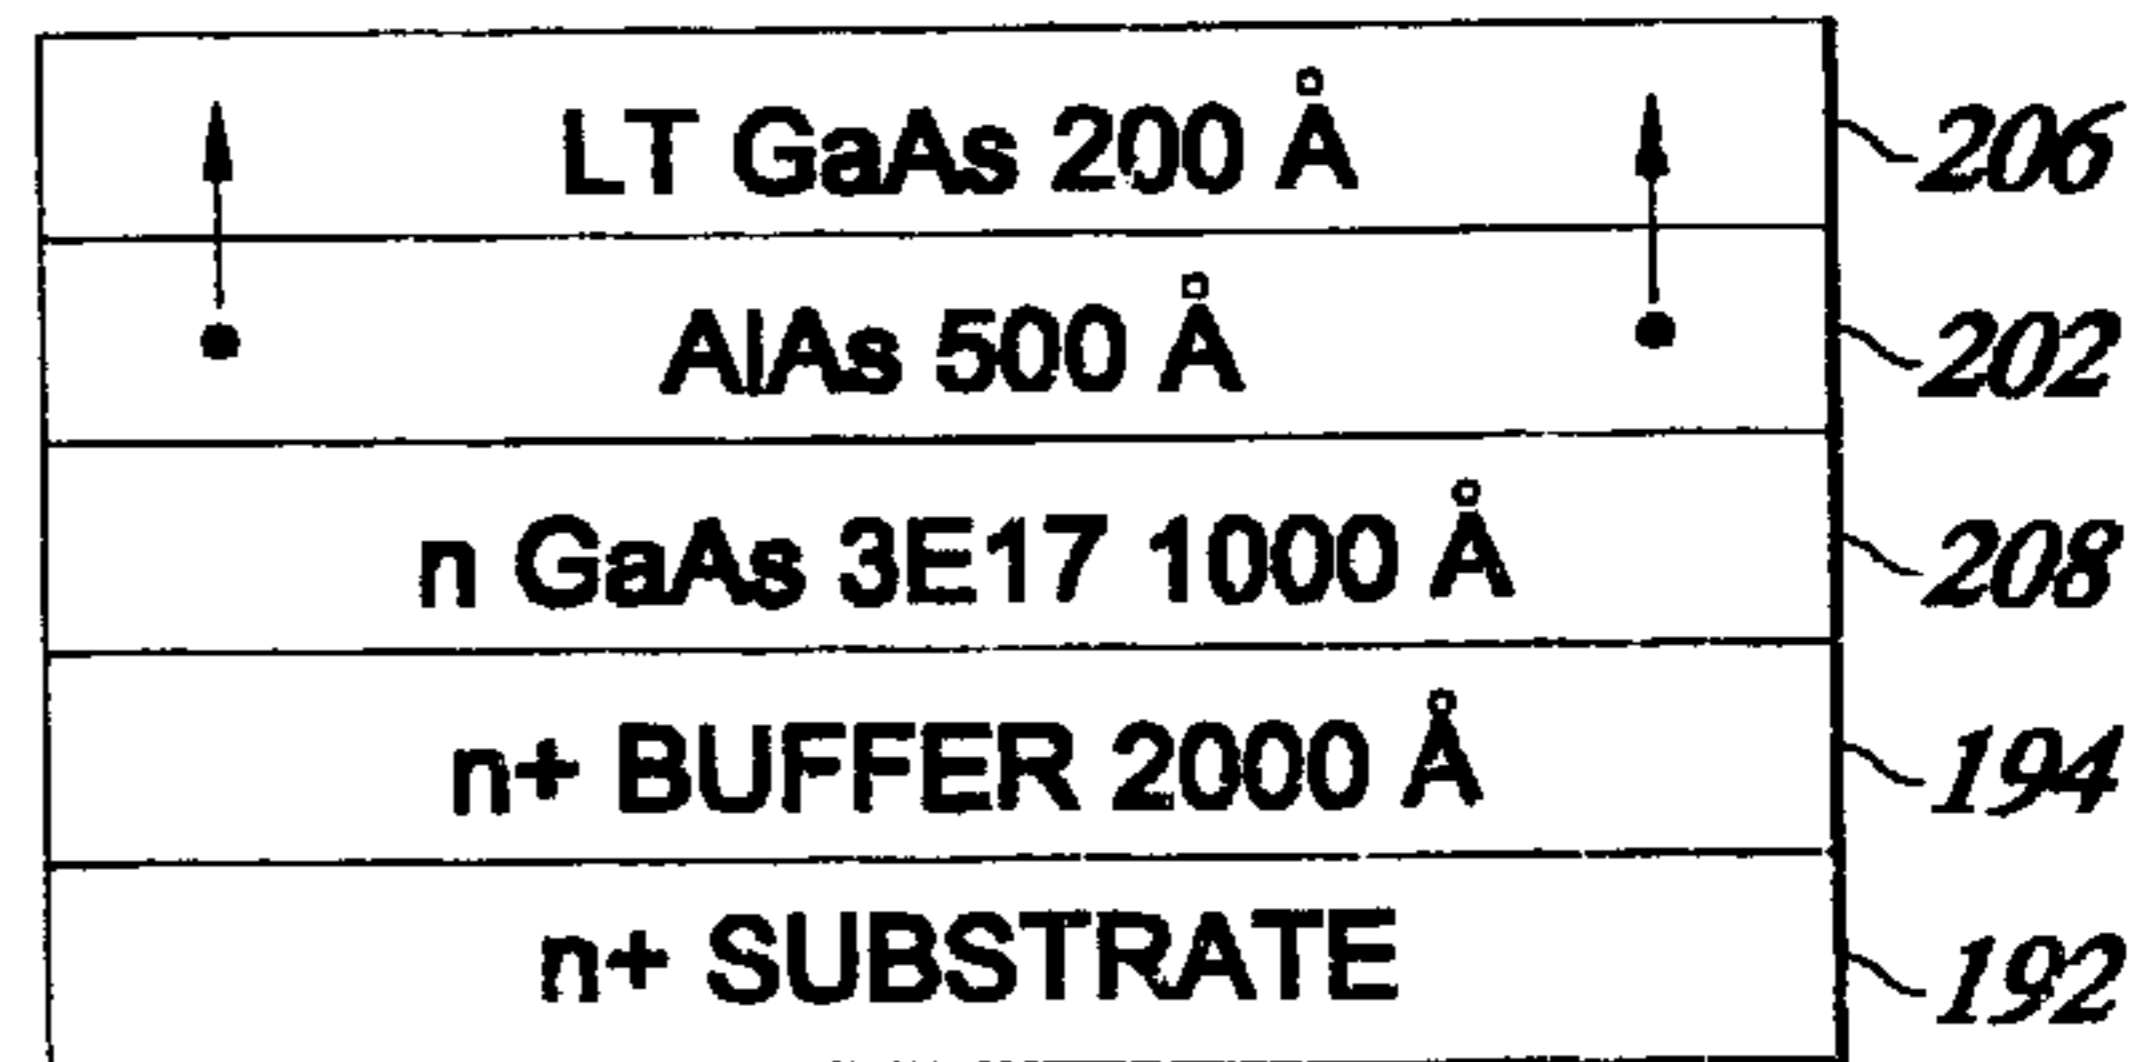 LT GaAs 200 Å 206
AlAs 500 Å 202
n GaAs 3E17 1000 Å 208
n+ BUFFER 2000 Å 194
n+ SUBSTRATE 192